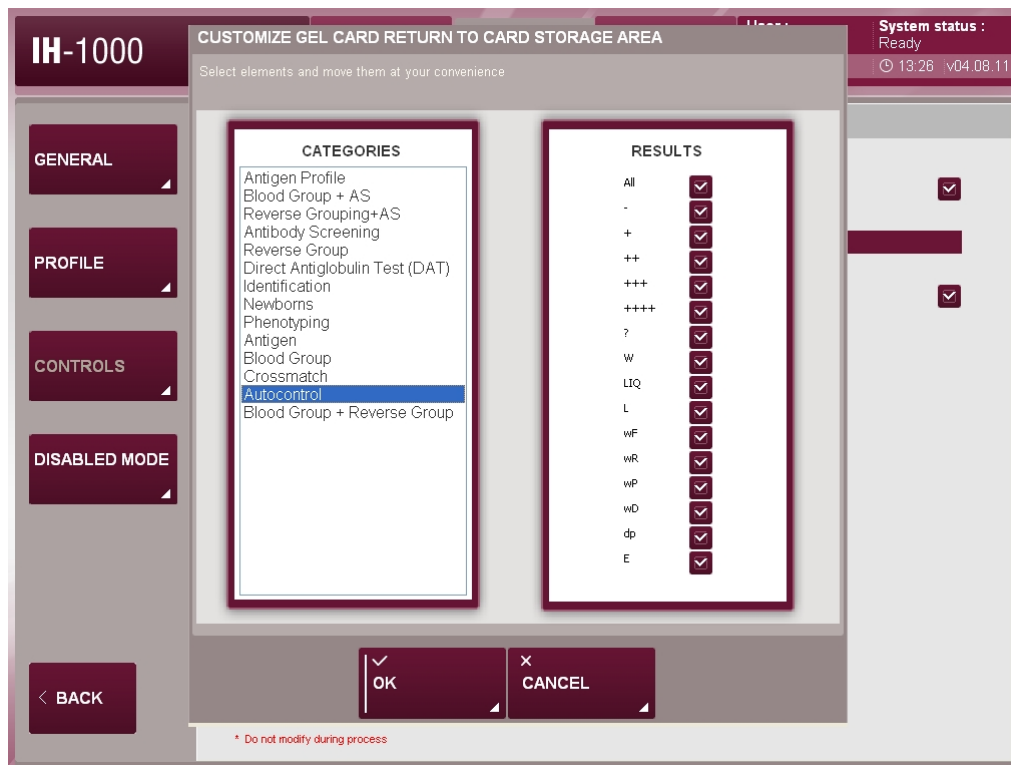 IH-1000
CUSTOMIZE GEL CARD RETURN TO CARD STORAGE AREA
Select elements and move them at your convenience
System status :
Ready
13:26 v04.08.11
GENERAL
PROFILE
CONTROLS
DISABLED MODE
< BACK
CATEGORIES
Antigen Profile
Blood Group + AS
Reverse Grouping+AS
Antibody Screening
Reverse Group
Direct Antiglobulin Test (DAT)
Identification
Newborns
Phenotyping
Antigen
Blood Group
Crossmatch
Autocontrol
Blood Group + Reverse Group
RESULTS
All
-
+
++
+++
++++
?
W
LIQ
L
wF
wR
wP
wD
dp
E
OK
CANCEL
* Do not modify during process